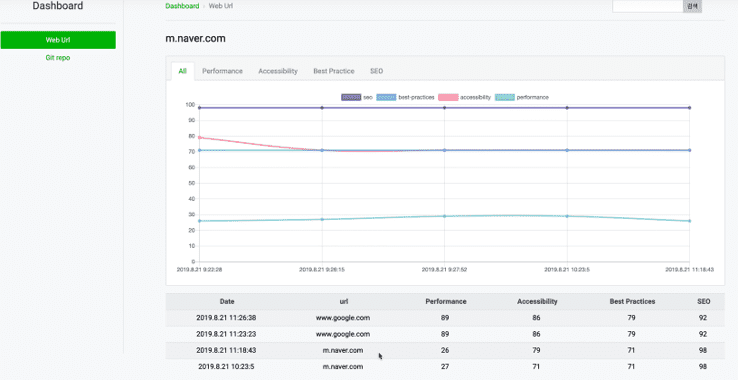 Dashboard
Dashboard › Web Url
검색
Web Url
Git repo
m.naver.com
All Performance Accessibility Best Practice SEO
seo best-practices accessibility performance
100
90
80
70
60
50
40
30
20
10
0
2019.8.21 9:22:28 2019.8.21 9:26:15 2019.8.21 9:27:52 2019.8.21 10:23:5 2019.8.21 11:18:43
Date url Performance Accessibility Best Practices SEO
2019.8.21 11:26:38 www.google.com 89 86 79 92
2019.8.21 11:23:23 www.google.com 89 86 79 92
2019.8.21 11:18:43 m.naver.com 26 79 71 98
2019.8.21 10:23:5 m.naver.com 27 71 71 98